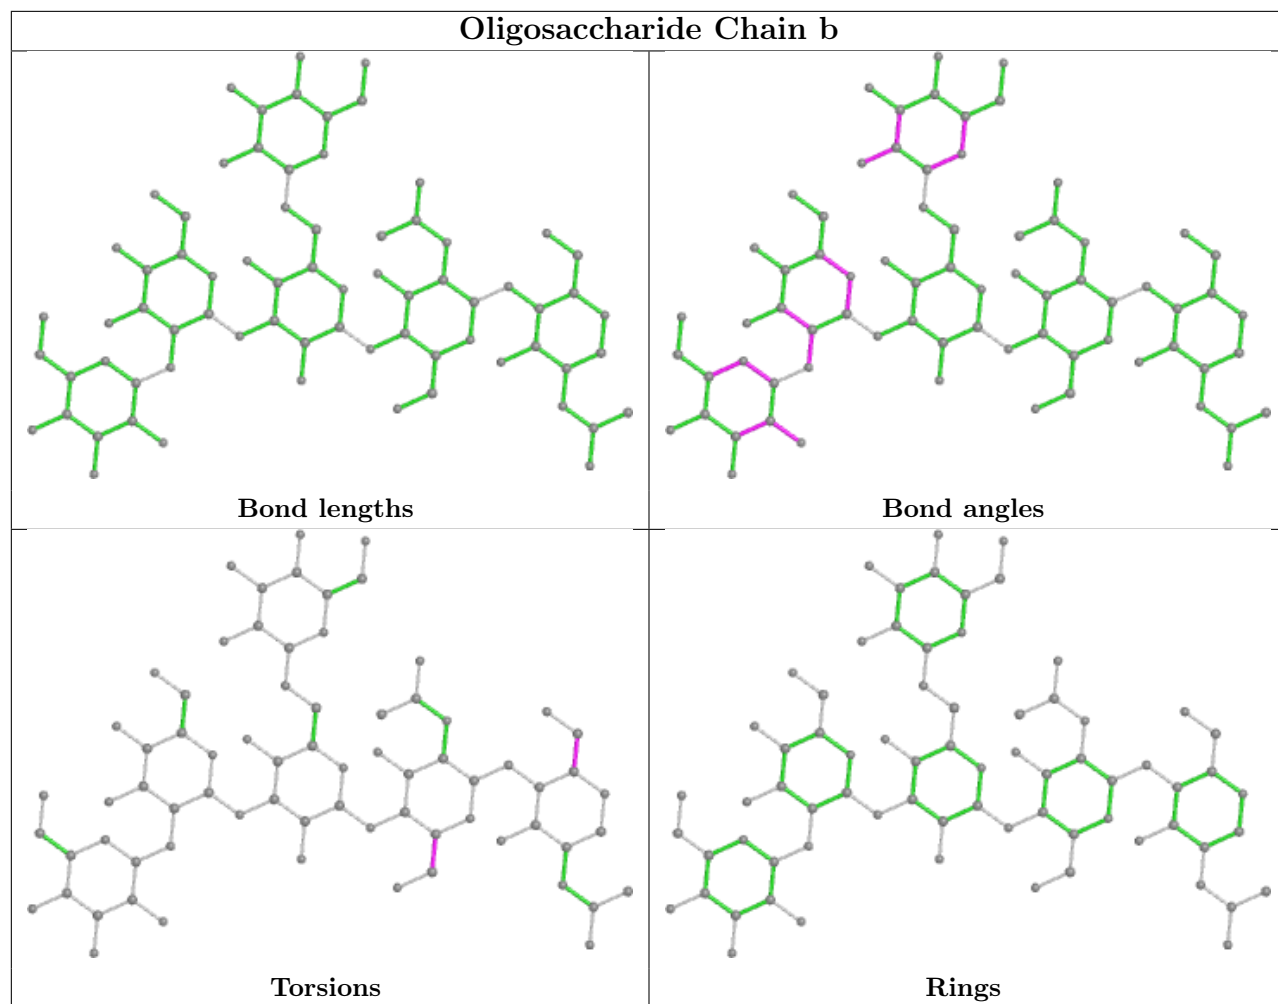 Oligosaccharide Chain b
Bond lengths
Bond angles
Torsions
Rings